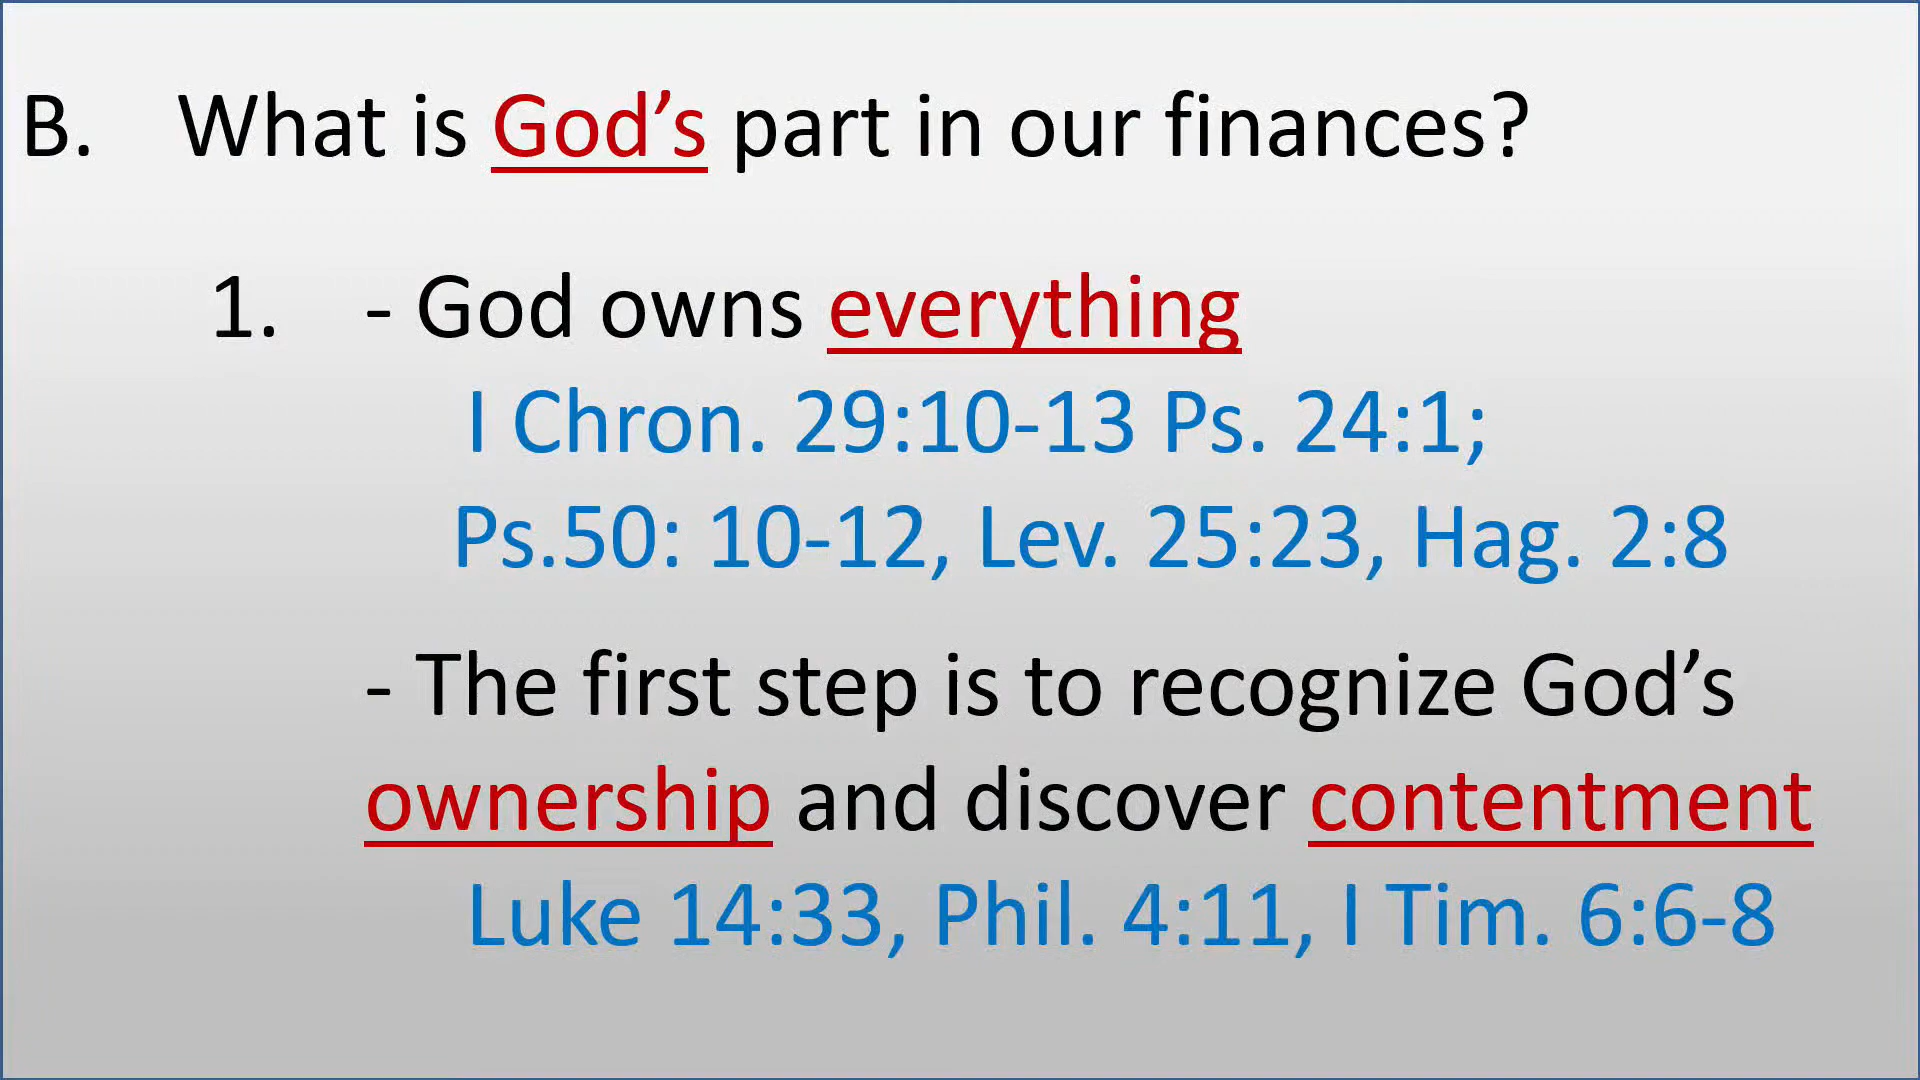 B. What is God’s part in our finances?
1. - God owns everything
I Chron. 29:10-13 Ps. 24:1;
Ps.50: 10-12, Lev. 25:23, Hag. 2:8
- The first step is to recognize God’s
ownership and discover contentment
Luke 14:33, Phil. 4:11, I Tim. 6:6-8